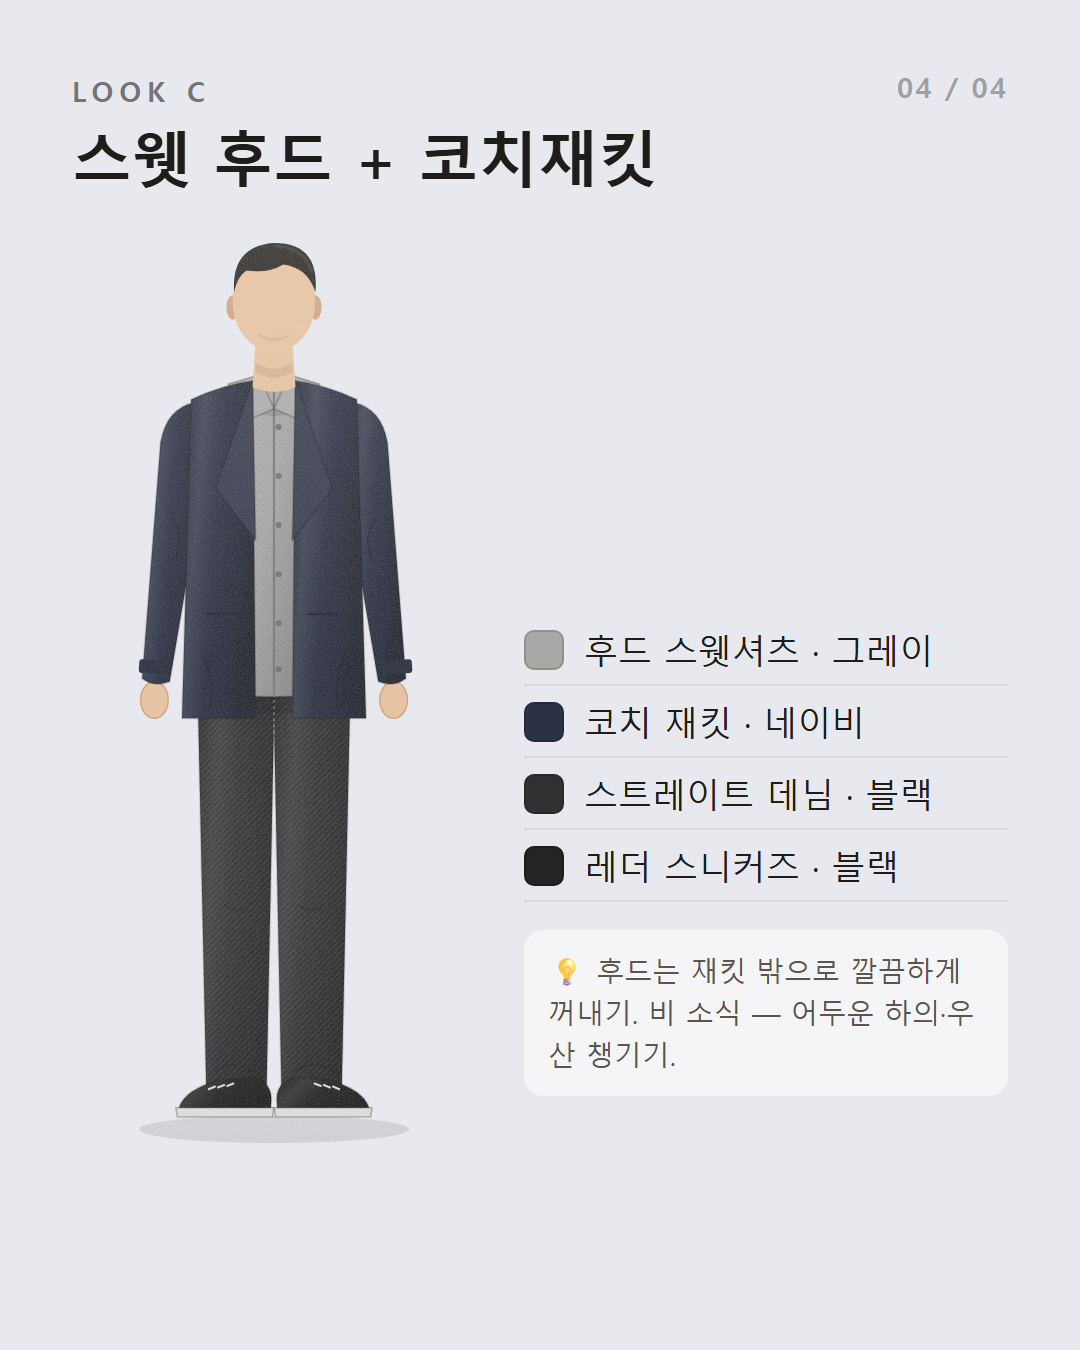 LOOK C
04 / 04
스웻 후드 + 코치재킷
후드 스웻셔츠 · 그레이
코치 재킷 · 네이비
스트레이트 데님 · 블랙
레더 스니커즈 · 블랙
💡 후드는 재킷 밖으로 깔끔하게
꺼내기. 비 소식 — 어두운 하의·우
산 챙기기.